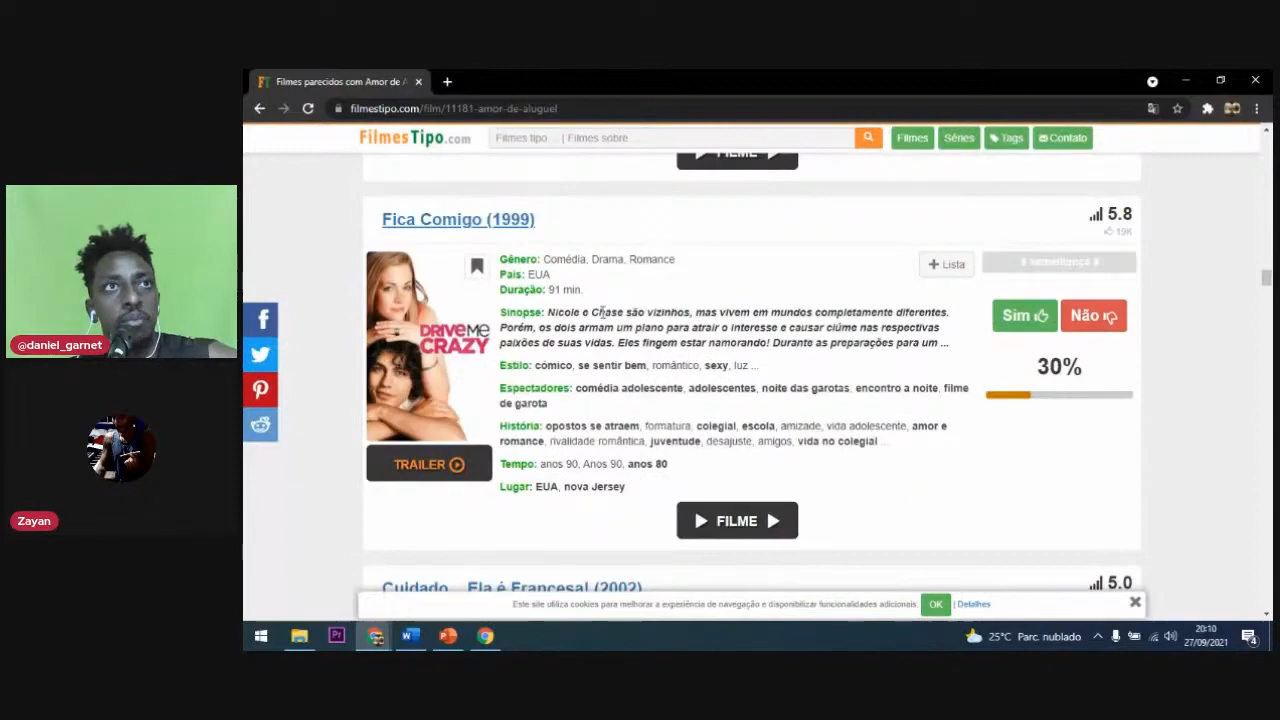 Filmes parecidos com Amor de A
filmestipo.com/film/11181-amor-de-aluguel
FilmesTipo.com
Filmes tipo | Filmes sobre
Filmes
Séries
Tags
Contato
FILME
Fica Comigo (1999)
5.8
19K
Gênero: Comédia, Drama, Romance
País: EUA
Duração: 91 min.
Lista
Sinopse: Nicole e Chase são vizinhos, mas vivem em mundos completamente diferentes.
Porém, os dois armam um plano para atrair o interesse e causar ciúme nas respectivas
paixões de suas vidas. Eles fingem estar namorando! Durante as preparações para um ...
Sim
Não
30%
DRIVE ME
CRAZY
Estilo: cómico, se sentir bem, romântico, sexy, luz ...
Espectadores: comédia adolescente, adolescentes, noite das garotas, encontro a noite, filme
de garota
História: opostos se atraem, formatura, colegial, escola, amizade, vida adolescente, amor e
romance, rivalidade romântica, juventude, desajuste, amigos, vida no colegial ...
Tempo: anos 90, Anos 90, anos 80
Lugar: EUA, nova Jersey
TRAILER
FILME
Cuidado... Ela é Francesa! (2002)
5.0
Este site utiliza cookies para melhorar a experiência de navegação e disponibilizar funcionalidades adicionais.
OK
| Detalhes
@daniel_garnet
Zayan
Pr
25°C Parc. nublado
20:10
27/09/2021
4